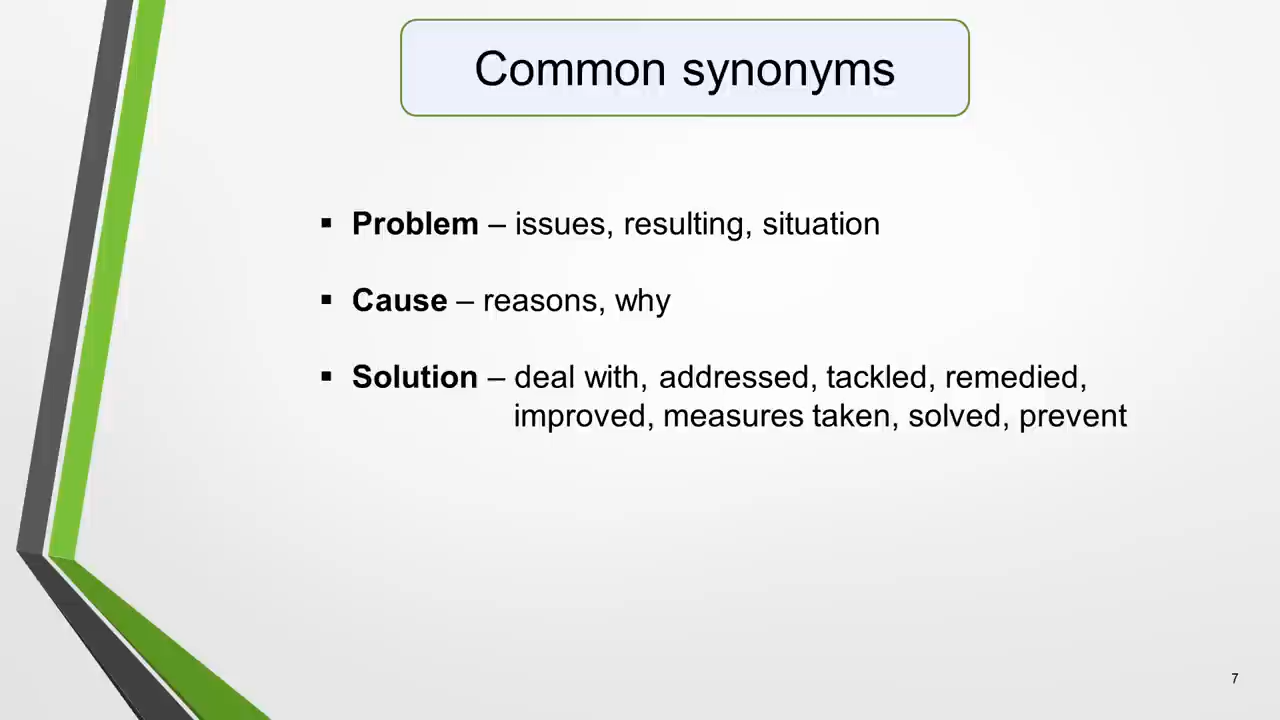 Common synonyms
▪ Problem – issues, resulting, situation
▪ Cause – reasons, why
▪ Solution – deal with, addressed, tackled, remedied,
improved, measures taken, solved, prevent
7